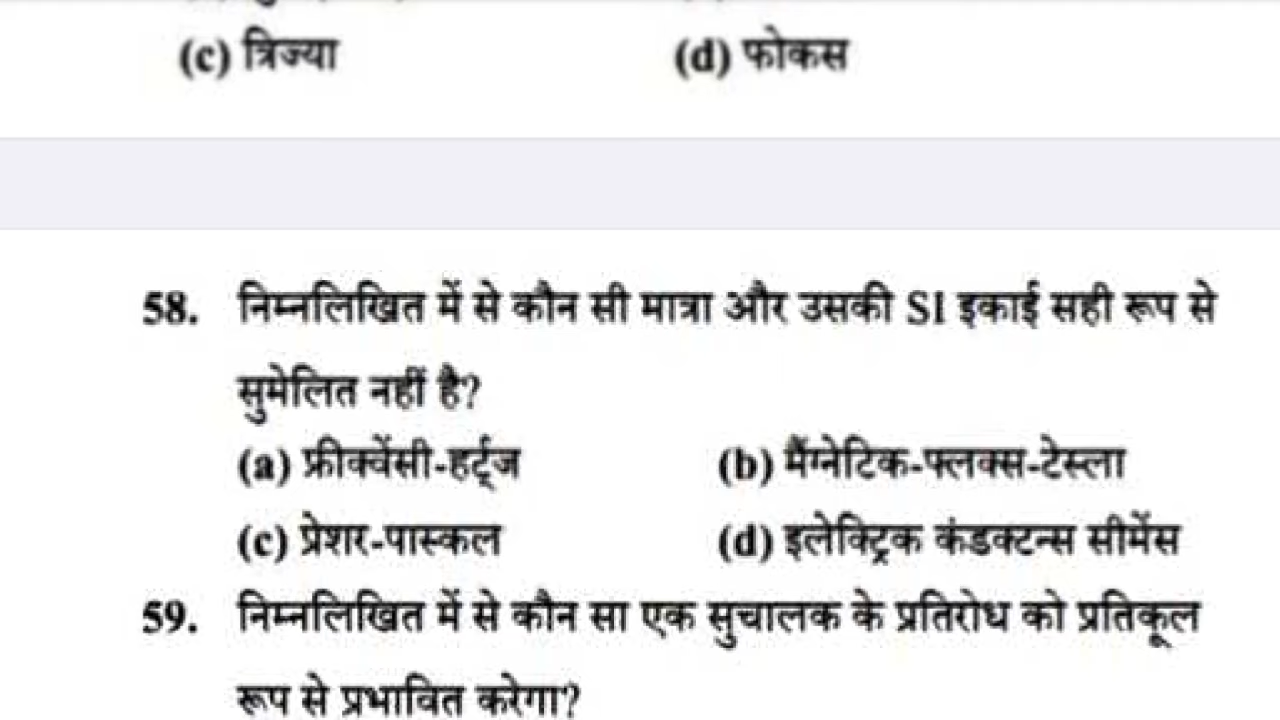 (c) त्रिज्या (d) फोकस
58. निम्नलिखित में से कौन सी मात्रा और उसकी SI इकाई सही रूप से
सुमेलित नहीं है?
(a) फ्रीक्वेंसी-हर्ट्ज (b) मैंग्नेटिक-फ्लक्स-टेस्ला
(c) प्रेशर-पास्कल (d) इलेक्ट्रिक कंडक्टन्स सीमेंस
59. निम्नलिखित में से कौन सा एक सुचालक के प्रतिरोध को प्रतिकूल
रूप से प्रभावित करेगा?